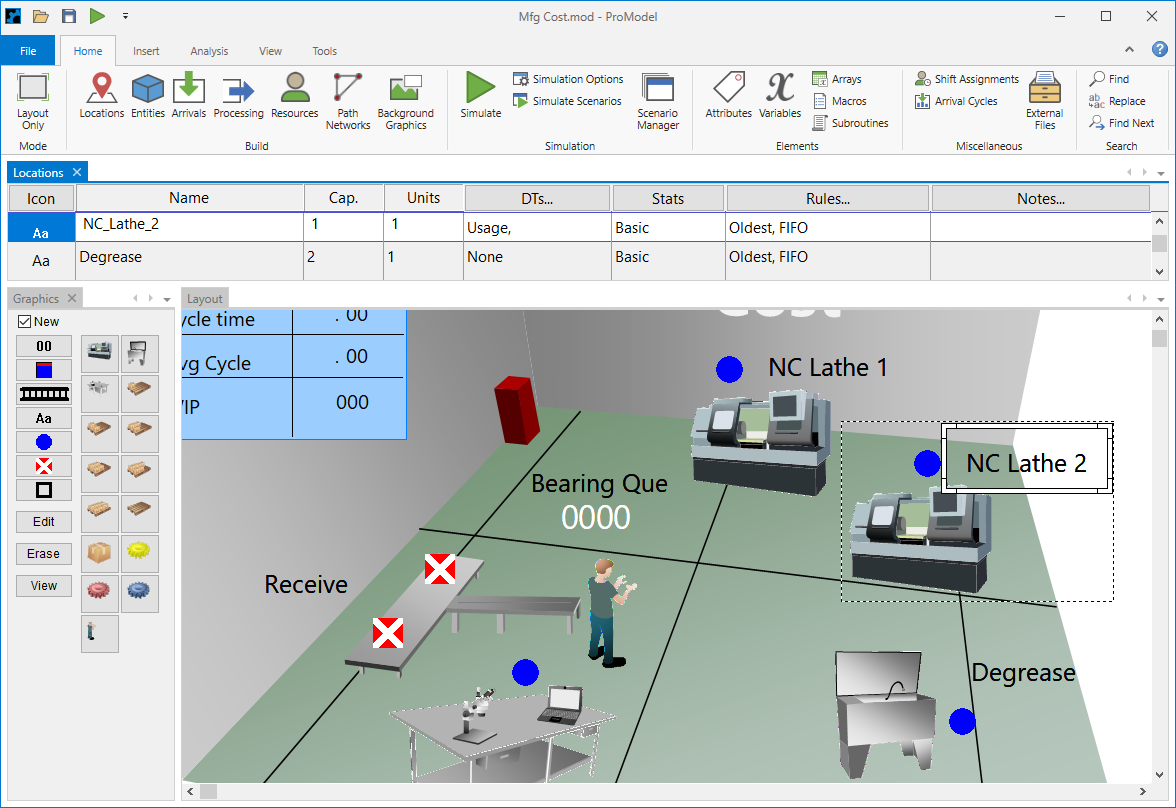 Mfg Cost.mod - ProModel
File Home Insert Analysis View Tools
Layout Only
Locations Entities Arrivals Processing Resources Path Networks Background Graphics
Simulate
Simulation Options
Simulate Scenarios
Scenario Manager
Attributes Variables
Arrays
Macros
Subroutines
Shift Assignments
Arrival Cycles
External Files
Find
ab ac Replace
Find Next
Mode Build Simulation Elements Miscellaneous Search
Locations
Icon Name Cap. Units DTs... Stats Rules... Notes...
Aa NC_Lathe_2 1 1 Usage, Basic Oldest, FIFO
Aa Degrease 2 1 None Basic Oldest, FIFO
Graphics
Layout
New
00
Aa
Edit
Erase
View
ycle time . 00
vg Cycle . 00
/IP 000
Cost
NC Lathe 1
NC Lathe 2
Bearing Que
0000
Receive
Degrease